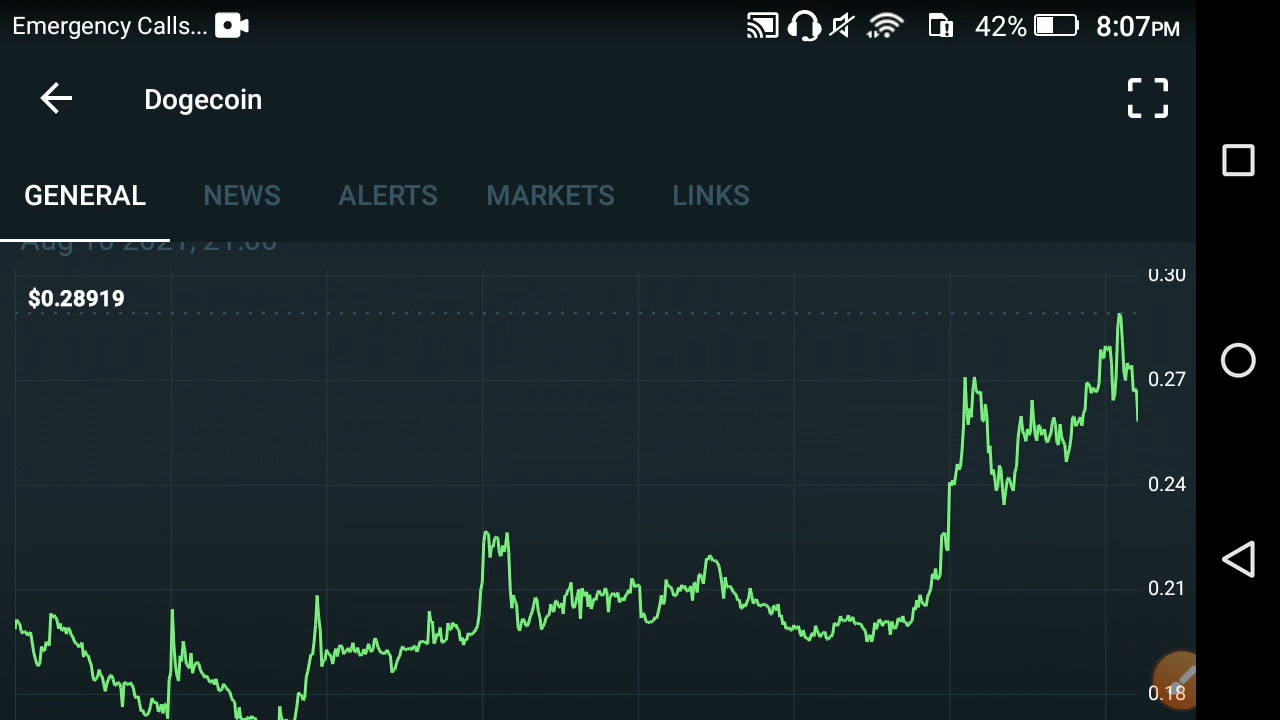 Emergency Calls... 42% 8:07PM
Dogecoin
GENERAL NEWS ALERTS MARKETS LINKS
$0.28919
0.30
0.27
0.24
0.21
0.18